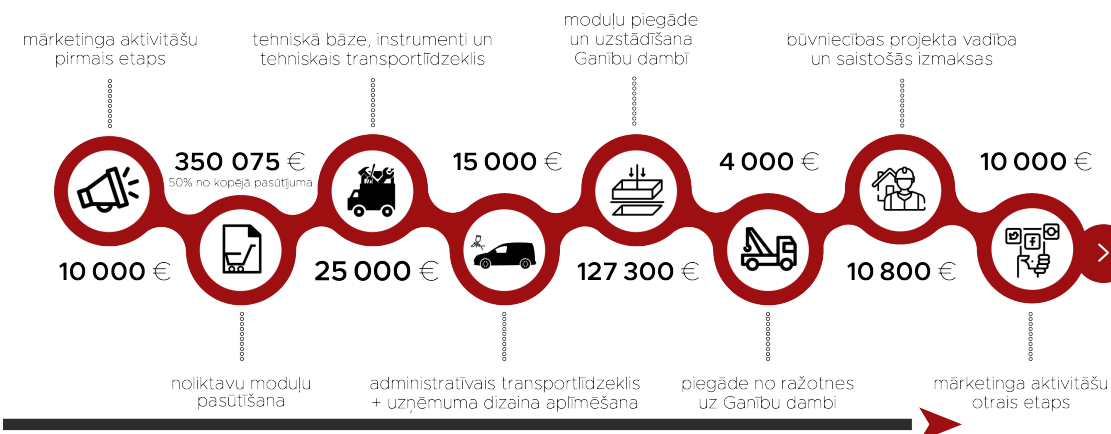 mārketinga aktivitāšu
pirmais etaps
10 000 €
350 075 €
50% no kopējā pasūtījuma
noliktavu moduļu
pasūtīšana
tehniskā bāze, instrumenti un
tehniskais transportlīdzeklis
25 000 €
15 000 €
administratīvais transportlīdzeklis
+ uzņēmuma dizaina aplīmēšana
moduļu piegāde
un uzstādīšana
Ganību dambī
127 300 €
4 000 €
piegāde no ražotnes
uz Ganību dambi
būvniecības projekta vadība
un saistošās izmaksas
10 800 €
10 000 €
mārketinga aktivitāšu
otrais etaps